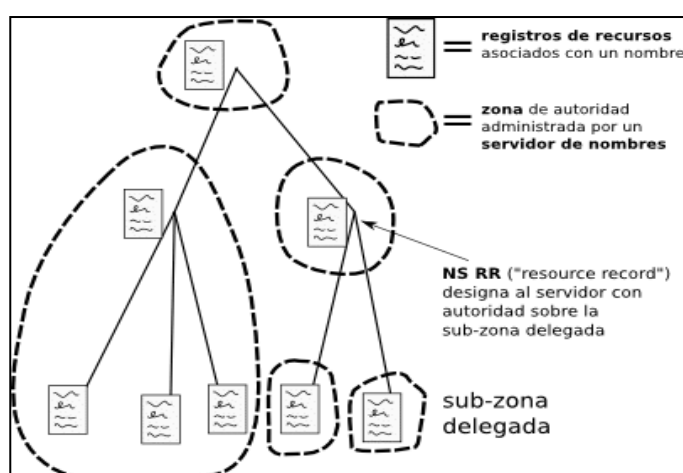 registros de recursos
asociados con un nombre
zona de autoridad
administrada por un
servidor de nombres
NS RR ("resource record")
designa al servidor con
autoridad sobre la
sub-zona delegada
sub-zona
delegada